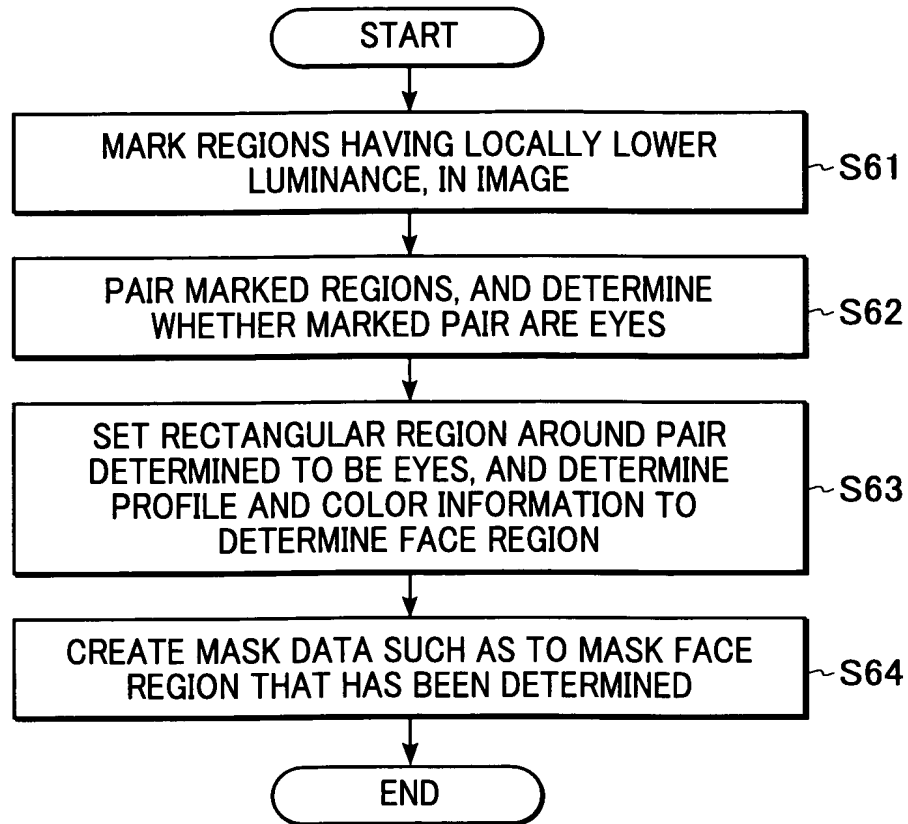 START
MARK REGIONS HAVING LOCALLY LOWER
LUMINANCE, IN IMAGE
S61
PAIR MARKED REGIONS, AND DETERMINE
WHETHER MARKED PAIR ARE EYES
S62
SET RECTANGULAR REGION AROUND PAIR
DETERMINED TO BE EYES, AND DETERMINE
PROFILE AND COLOR INFORMATION TO
DETERMINE FACE REGION
S63
CREATE MASK DATA SUCH AS TO MASK FACE
REGION THAT HAS BEEN DETERMINED
S64
END